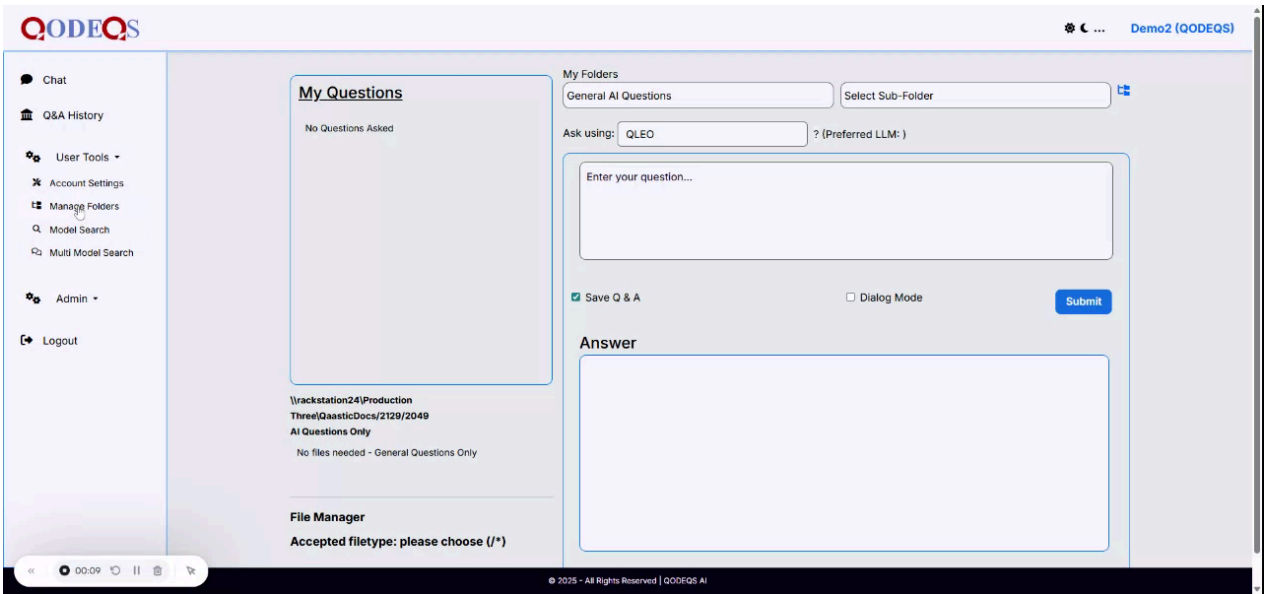 QODEQS
Demo2 (QODEQS)
Chat
Q&A History
User Tools
Account Settings
Manage Folders
Model Search
Multi Model Search
Admin
Logout
My Questions
No Questions Asked
\\rackstation24\Production
Three\QaasticDocs/2129/2049
AI Questions Only
No files needed - General Questions Only
File Manager
Accepted filetype: please choose (/*)
My Folders
General AI Questions
Select Sub-Folder
Ask using: QLEO ? (Preferred LLM: )
Enter your question...
Save Q & A
Dialog Mode
Submit
Answer
00:09
© 2025 - All Rights Reserved | QODEQS AI